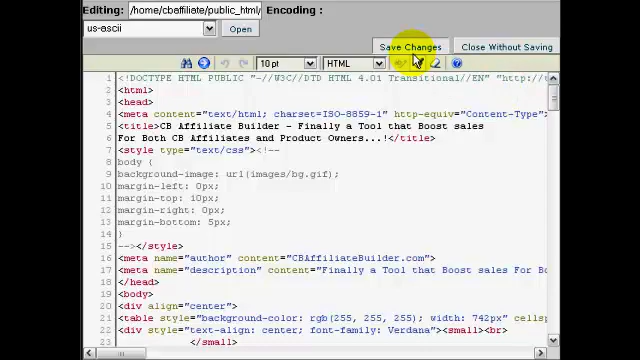 Editing: /home/cbaffiliate/public_html/ Encoding :
us-ascii Open
Save Changes Close Without Saving
10 pt HTML
1 <!DOCTYPE HTML PUBLIC "-//W3C//DTD HTML 4.01 Transitional//EN" "http://
2 <html>
3 <head>
4 <meta content="text/html; charset=ISO-8859-1" http-equiv="Content-Type">
5 <title>CB Affiliate Builder - Finally a Tool that Boost sales
6 For Both CB Affiliates and Product Owners...!</title>
7 <style type="text/css"><!--
8 body {
9 background-image: url(images/bg.gif);
10 margin-left: 0px;
11 margin-top: 10px;
12 margin-right: 0px;
13 margin-bottom: 5px;
14 }
15 --></style>
16 <meta name="author" content="CBAffiliateBuilder.com">
17 <meta name="description" content="Finally a Tool that Boost sales For Bo
18 </head>
19 <body>
20 <div align="center">
21 <table style="background-color: rgb(255, 255, 255); width: 742px" cellsp
22 <div style="text-align: center; font-family: Verdana"><small><br>
23 </small>